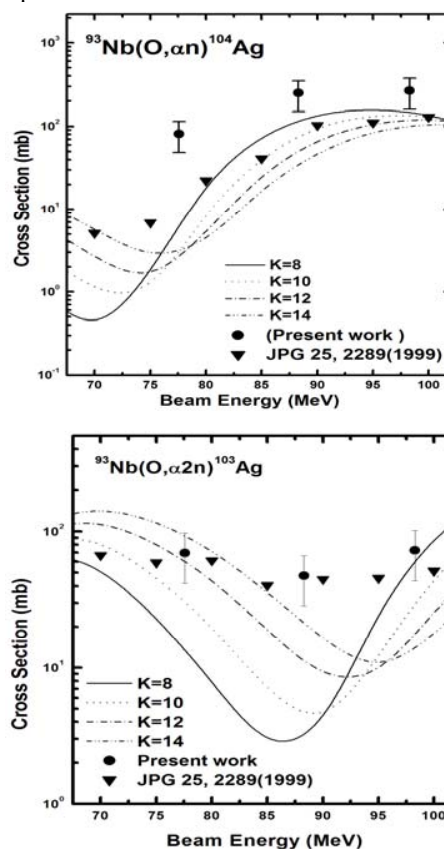 ⁹³Nb(O,αn)¹⁰⁴Ag
10³
10²
10¹
10⁰
10⁻¹
Cross Section (mb)
K=8
K=10
K=12
K=14
(Present work )
JPG 25, 2289(1999)
70 75 80 85 90 95 100
Beam Energy (MeV)
⁹³Nb(O,α2n)¹⁰³Ag
10²
10¹
10⁰
Cross Section (mb)
K=8
K=10
K=12
K=14
Present work
JPG 25, 2289(1999)
70 75 80 85 90 95 100
Beam Energy (MeV)